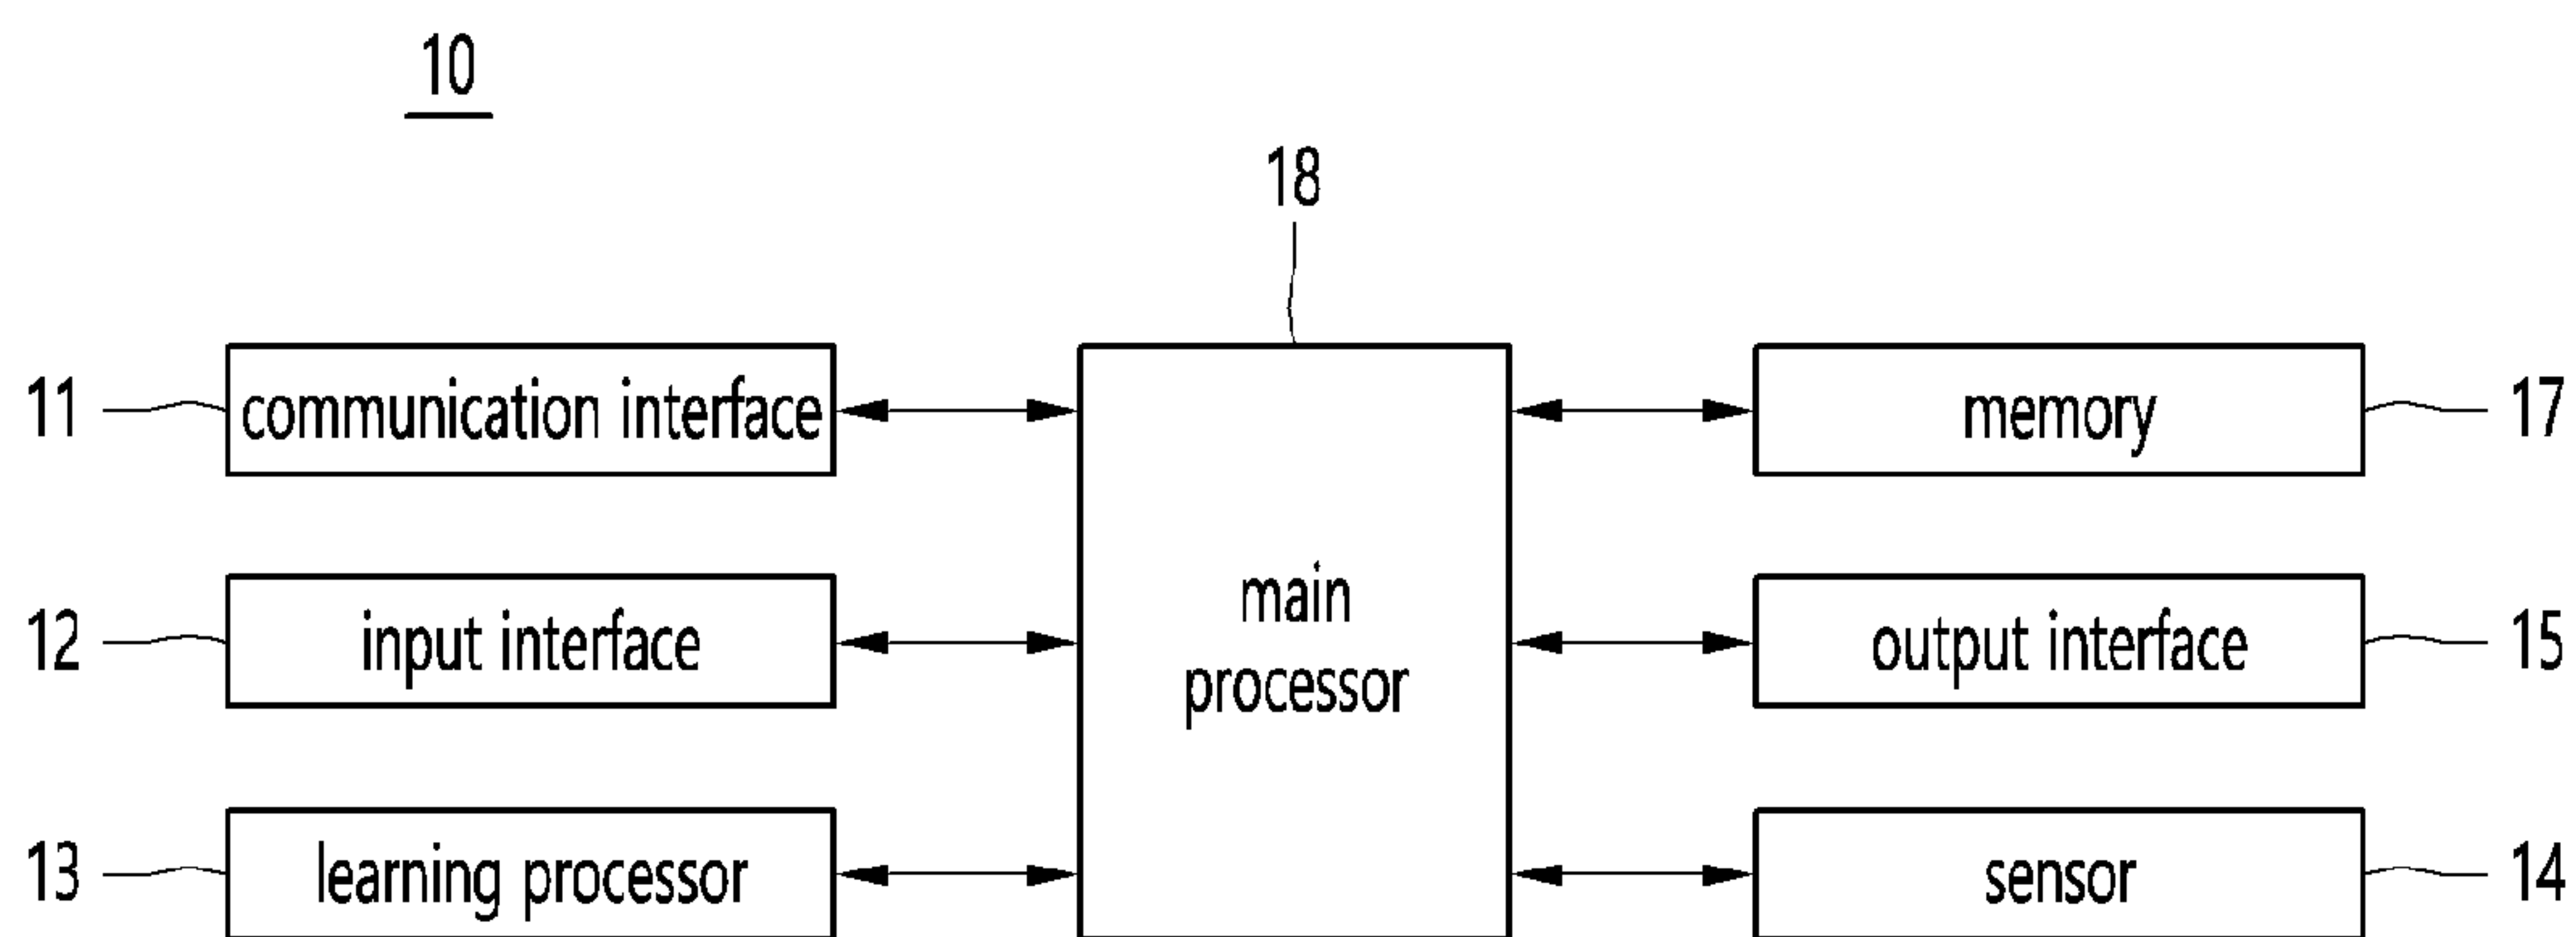 10
18
11 communication interface
memory 17
12 input interface
main
processor
output interface 15
13 learning processor
sensor 14